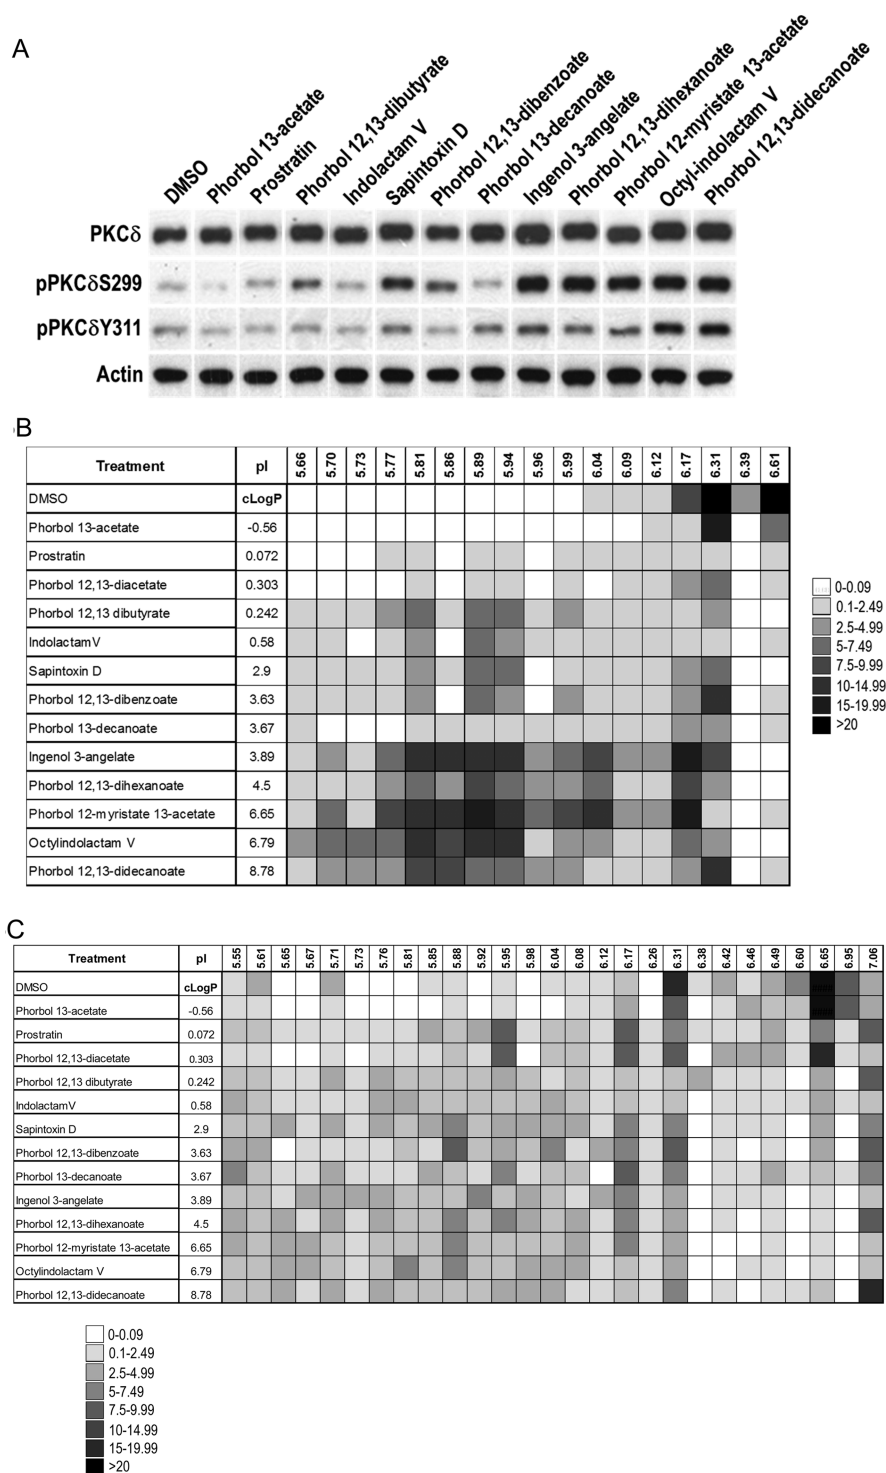 A
DMSO
Phorbol 13-acetate
Prostratin
Phorbol 12,13-dibutyrate
Indolactam V
Sapintoxin D
Phorbol 12,13-dibenzoate
Phorbol 13-decanoate
Ingenol 3-angelate
Phorbol 12,13-dihexanoate
Phorbol 12-myristate 13-acetate
Octyl-indolactam V
Phorbol 12,13-didecanoate
PKCδ
pPKCδS299
pPKCδY311
Actin
B
Treatment pI 5.66 5.70 5.73 5.77 5.81 5.86 5.89 5.94 5.96 5.99 6.04 6.09 6.12 6.17 6.31 6.39 6.61
DMSO cLogP
Phorbol 13-acetate -0.56
Prostratin 0.072
Phorbol 12,13-diacetate 0.303
Phorbol 12,13 dibutyrate 0.242
IndolactamV 0.58
Sapintoxin D 2.9
Phorbol 12,13-dibenzoate 3.63
Phorbol 13-decanoate 3.67
Ingenol 3-angelate 3.89
Phorbol 12,13-dihexanoate 4.5
Phorbol 12-myristate 13-acetate 6.65
Octylindolactam V 6.79
Phorbol 12,13-didecanoate 8.78
0-0.09
0.1-2.49
2.5-4.99
5-7.49
7.5-9.99
10-14.99
15-19.99
>20
C
Treatment pI 5.55 5.61 5.65 5.67 5.71 5.73 5.76 5.81 5.85 5.88 5.92 5.95 5.98 6.04 6.08 6.12 6.17 6.26 6.31 6.38 6.42 6.46 6.49 6.60 6.65 6.95 7.06
DMSO cLogP
Phorbol 13-acetate -0.56
Prostratin 0.072
Phorbol 12,13-diacetate 0.303
Phorbol 12,13 dibutyrate 0.242
IndolactamV 0.58
Sapintoxin D 2.9
Phorbol 12,13-dibenzoate 3.63
Phorbol 13-decanoate 3.67
Ingenol 3-angelate 3.89
Phorbol 12,13-dihexanoate 4.5
Phorbol 12-myristate 13-acetate 6.65
Octylindolactam V 6.79
Phorbol 12,13-didecanoate 8.78
0-0.09
0.1-2.49
2.5-4.99
5-7.49
7.5-9.99
10-14.99
15-19.99
>20